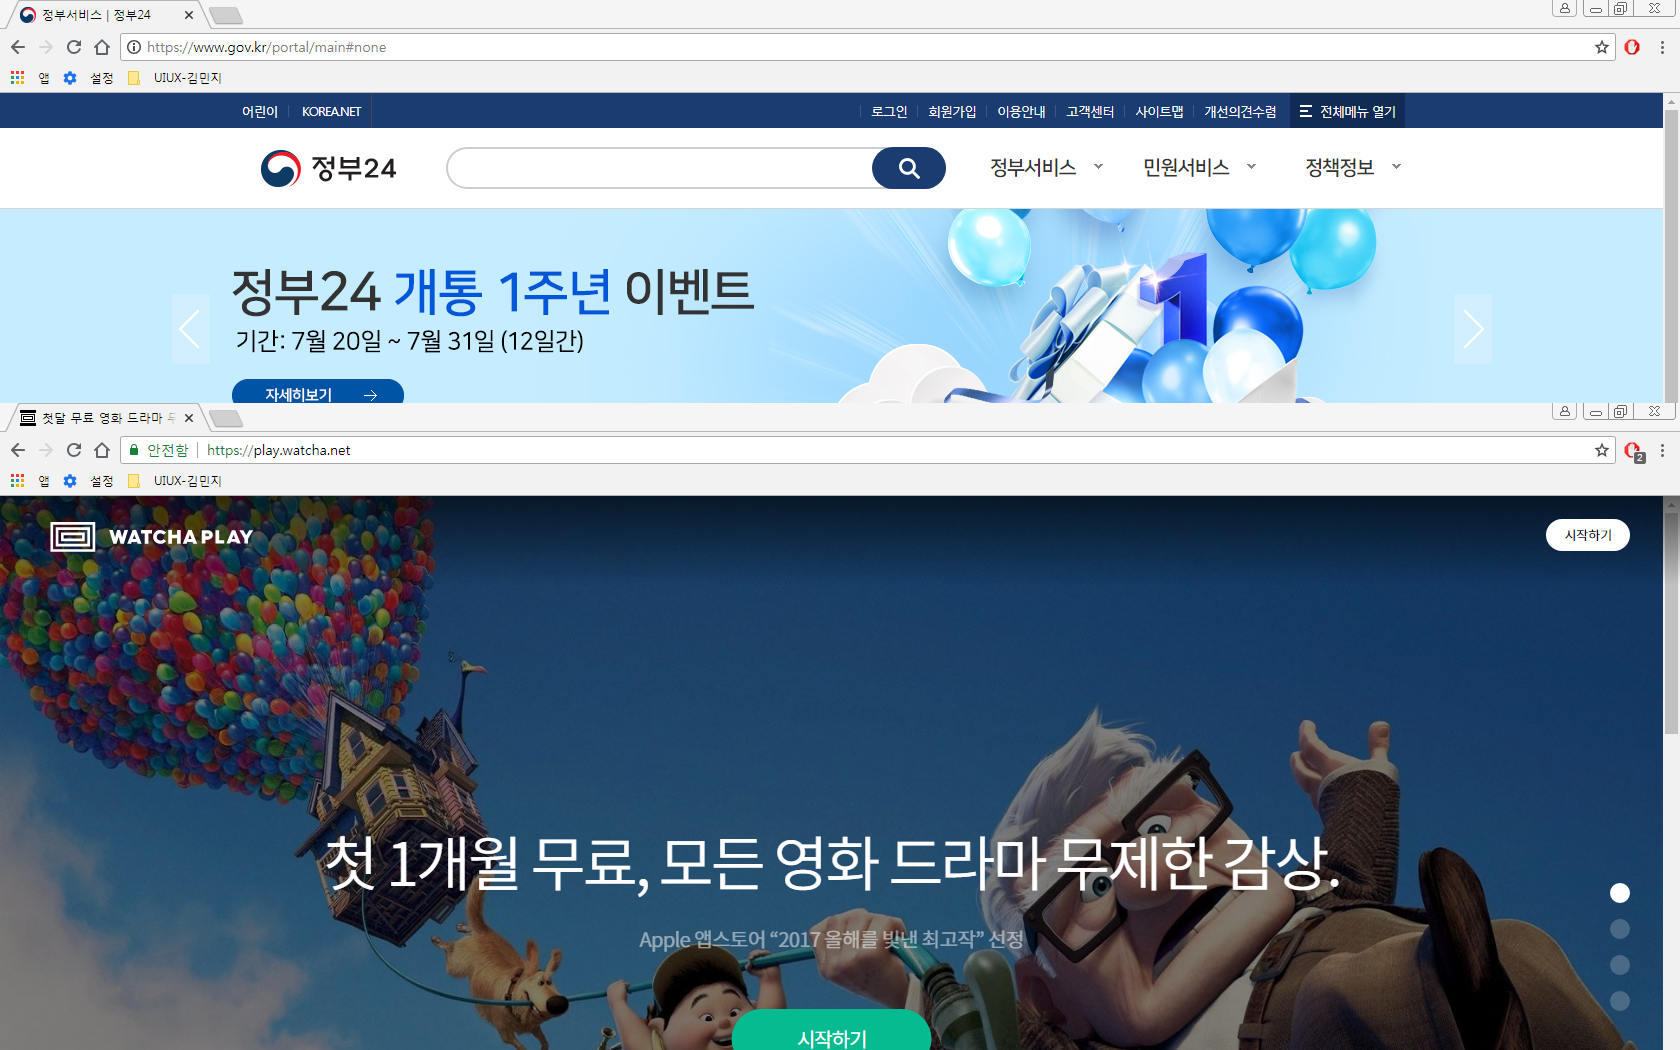 정부서비스 | 정부24
https://www.gov.kr/portal/main#none
앱 설정 UIUX-김민지
어린이 KOREA.NET 로그인 회원가입 이용안내 고객센터 사이트맵 개선의견수렴 전체메뉴 열기
정부24 정부서비스 민원서비스 정책정보
정부24 개통 1주년 이벤트
1
기간: 7월 20일 ~ 7월 31일 (12일간)
자세히보기
첫달 무료 영화 드라마
안전함 https://play.watcha.net
2
앱 설정 UIUX-김민지
WATCHA PLAY 시작하기
첫 1개월 무료, 모든 영화 드라마 무제한 감상.
Apple 앱스토어 “2017 올해를 빛낸 최고작” 선정
시작하기